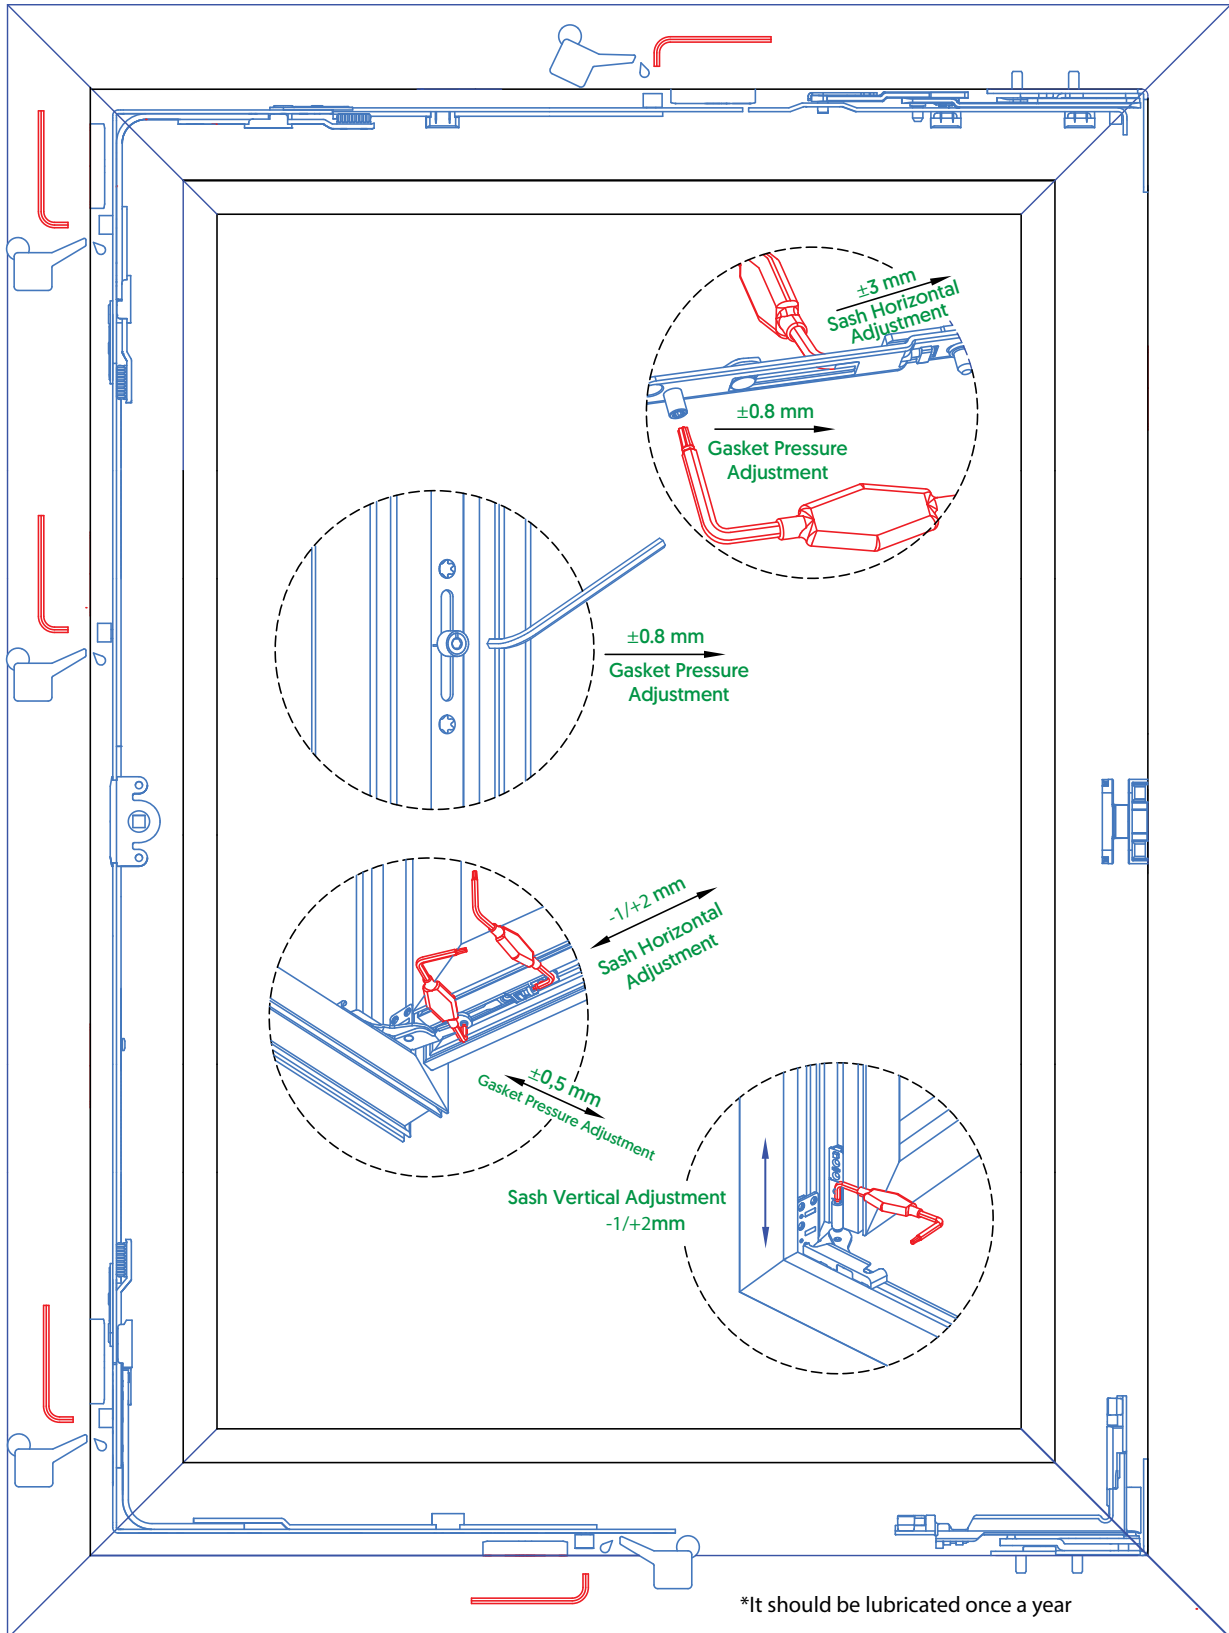 ±3 mm
Sash Horizontal
Adjustment
±0.8 mm
Gasket Pressure
Adjustment
±0.8 mm
Gasket Pressure
Adjustment
-1/+2 mm
Sash Horizontal
Adjustment
±0,5 mm
Gasket Pressure Adjustment
Sash Vertical Adjustment
-1/+2mm
*It should be lubricated once a year